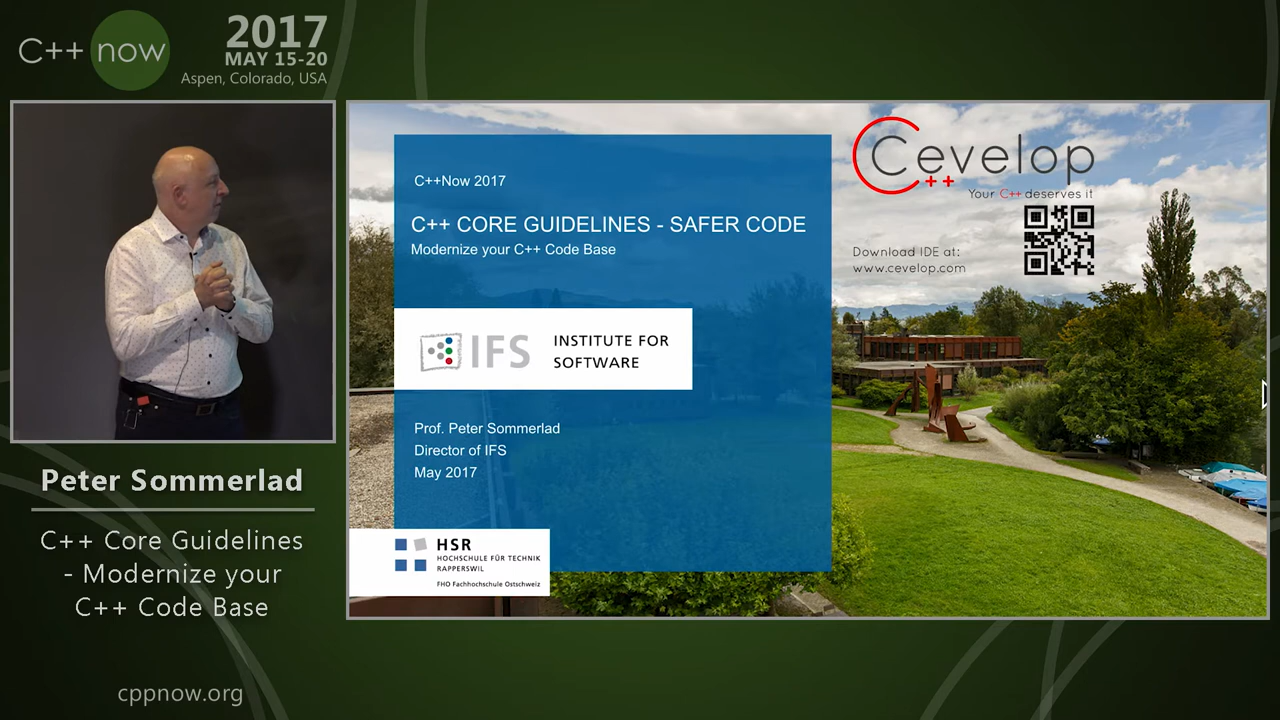 C++ now
2017
MAY 15-20
Aspen, Colorado, USA
Peter Sommerlad
C++ Core Guidelines
- Modernize your
C++ Code Base
cppnow.org
C++Now 2017
C++ CORE GUIDELINES - SAFER CODE
Modernize your C++ Code Base
IFS
INSTITUTE FOR
SOFTWARE
Prof. Peter Sommerlad
Director of IFS
May 2017
HSR
HOCHSCHULE FÜR TECHNIK
RAPPERSWIL
FHO Fachhochschule Ostschweiz
Cevelop
C++
Your C++ deserves it
Download IDE at:
www.cevelop.com